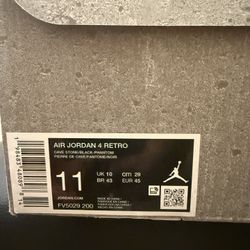 AIR JORDAN 4 RETRO
CAVE STONE/BLACK-PHANTOM
PIERRE DE CAVE/PANTOME/NOIR
11
UK 10
cm 29
BR 43
EUR 45
JORDAN.COM
FV5029 200